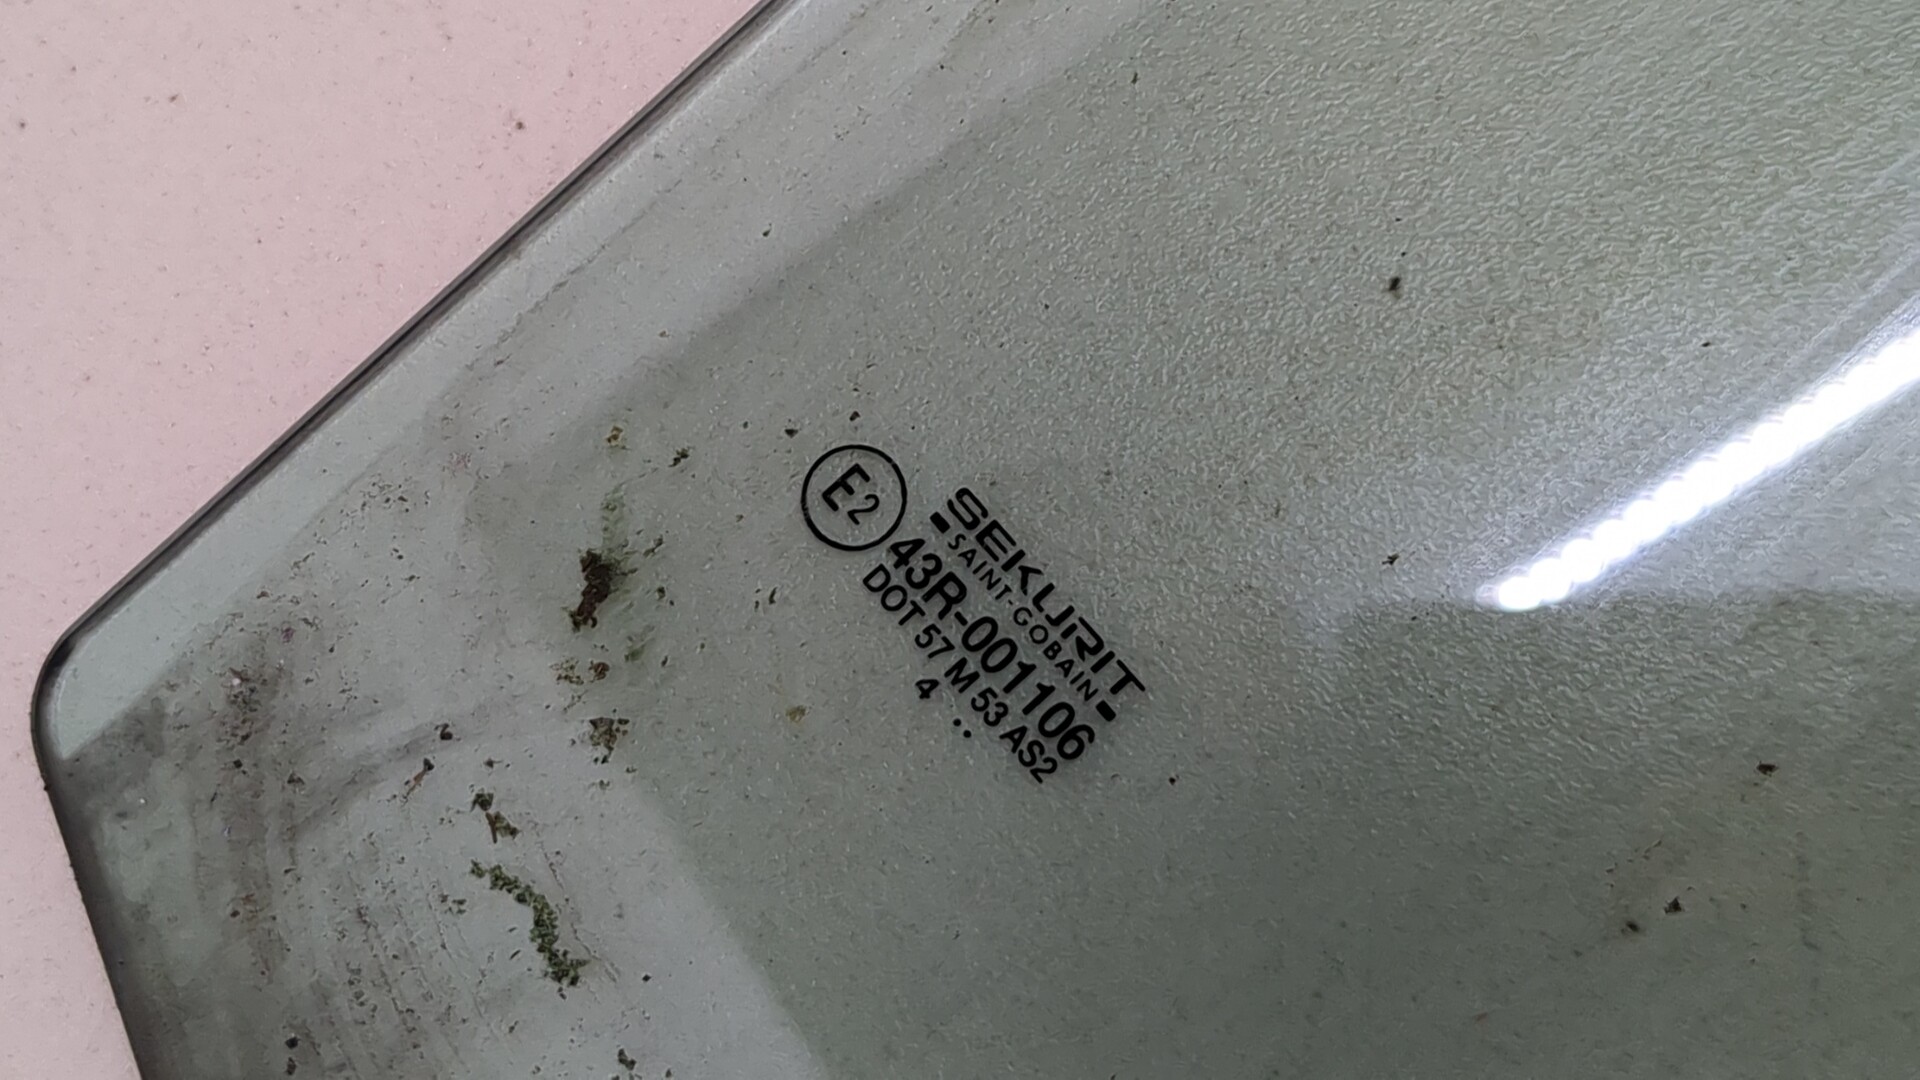 SEKURIT
-SAINT-GOBAIN-
E2
43R-001106
DOT 57 M 53 AS2
4 ..